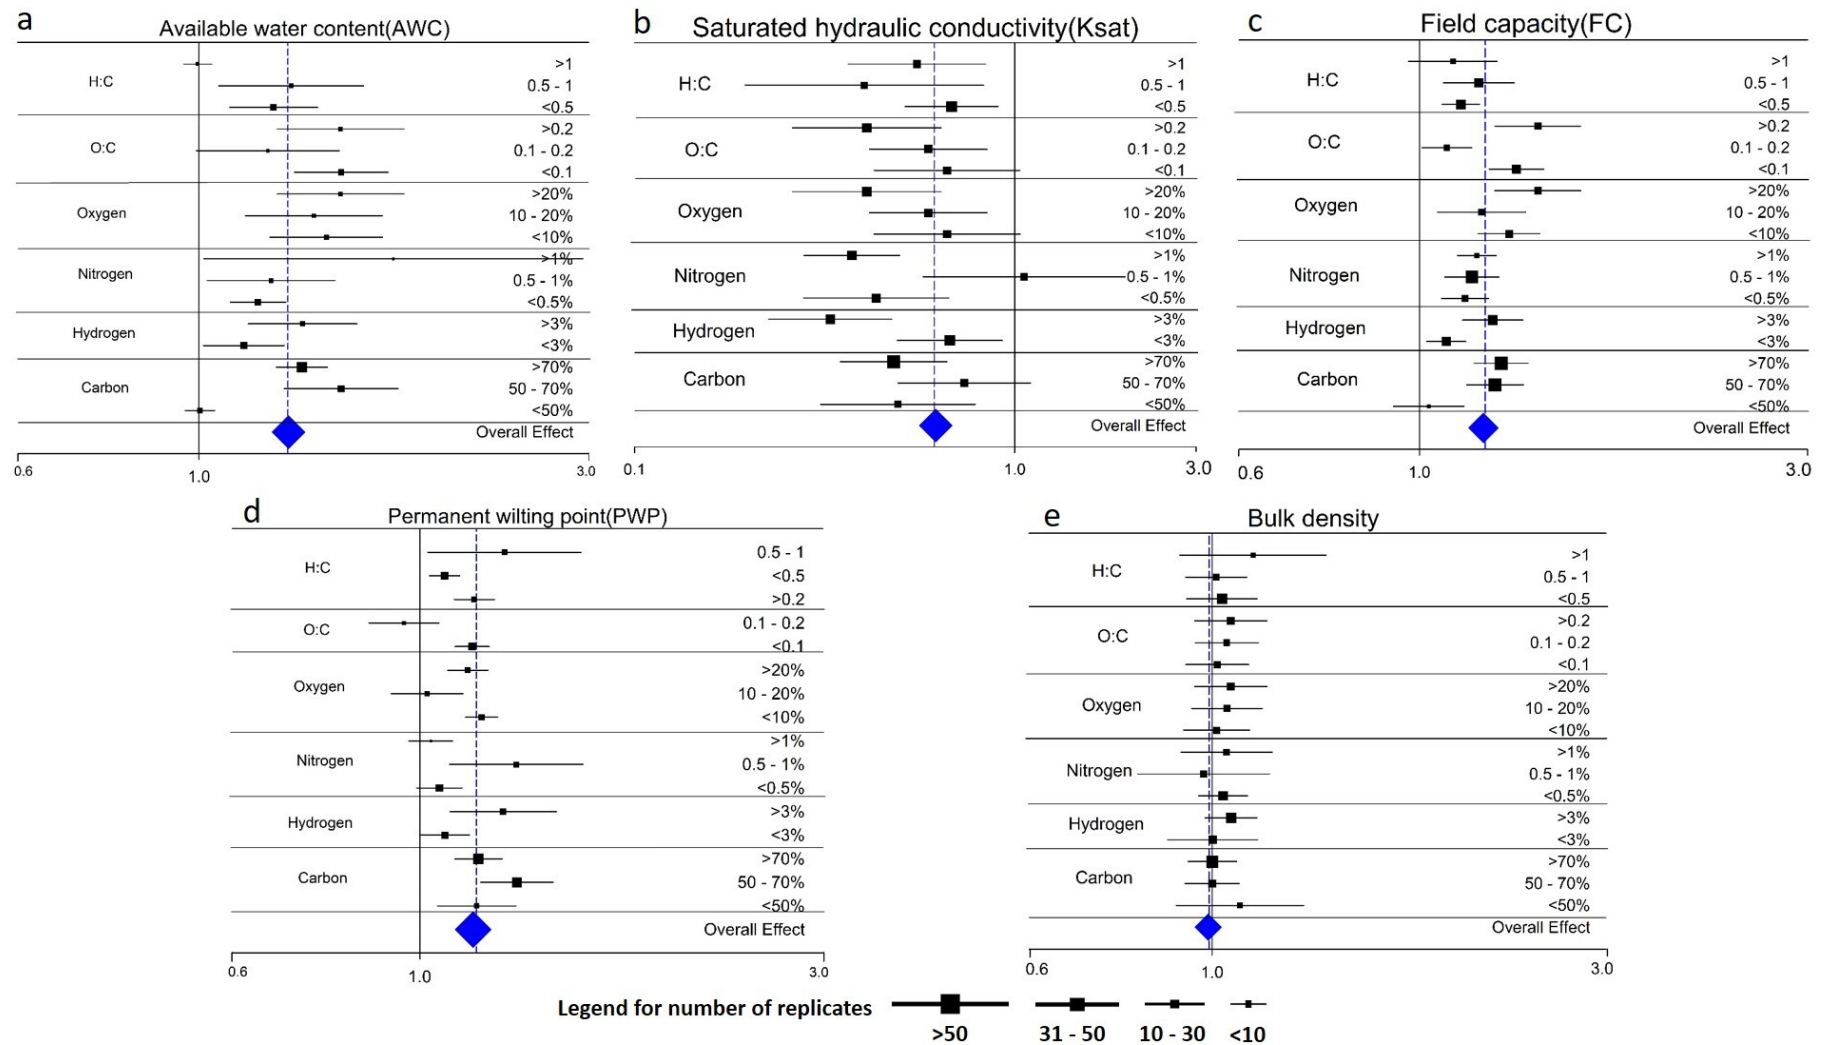 a
Available water content(AWC)
H:C
>1
0.5 - 1
<0.5
O:C
>0.2
0.1 - 0.2
<0.1
Oxygen
>20%
10 - 20%
<10%
Nitrogen
>1%
0.5 - 1%
<0.5%
Hydrogen
>3%
<3%
Carbon
>70%
50 - 70%
<50%
Overall Effect
0.6 1.0 3.0
b
Saturated hydraulic conductivity(Ksat)
H:C
>1
0.5 - 1
<0.5
O:C
>0.2
0.1 - 0.2
<0.1
Oxygen
>20%
10 - 20%
<10%
Nitrogen
>1%
0.5 - 1%
<0.5%
Hydrogen
>3%
<3%
Carbon
>70%
50 - 70%
<50%
Overall Effect
0.1 1.0 3.0
c
Field capacity(FC)
H:C
>1
0.5 - 1
<0.5
O:C
>0.2
0.1 - 0.2
<0.1
Oxygen
>20%
10 - 20%
<10%
Nitrogen
>1%
0.5 - 1%
<0.5%
Hydrogen
>3%
<3%
Carbon
>70%
50 - 70%
<50%
Overall Effect
0.6 1.0 3.0
d
Permanent wilting point(PWP)
H:C
0.5 - 1
<0.5
>0.2
O:C
0.1 - 0.2
<0.1
Oxygen
>20%
10 - 20%
<10%
Nitrogen
>1%
0.5 - 1%
<0.5%
Hydrogen
>3%
<3%
Carbon
>70%
50 - 70%
<50%
Overall Effect
0.6 1.0 3.0
e
Bulk density
H:C
>1
0.5 - 1
<0.5
O:C
>0.2
0.1 - 0.2
<0.1
Oxygen
>20%
10 - 20%
<10%
Nitrogen
>1%
0.5 - 1%
<0.5%
Hydrogen
>3%
<3%
Carbon
>70%
50 - 70%
<50%
Overall Effect
0.6 1.0 3.0
Legend for number of replicates
>50 31 - 50 10 - 30 <10